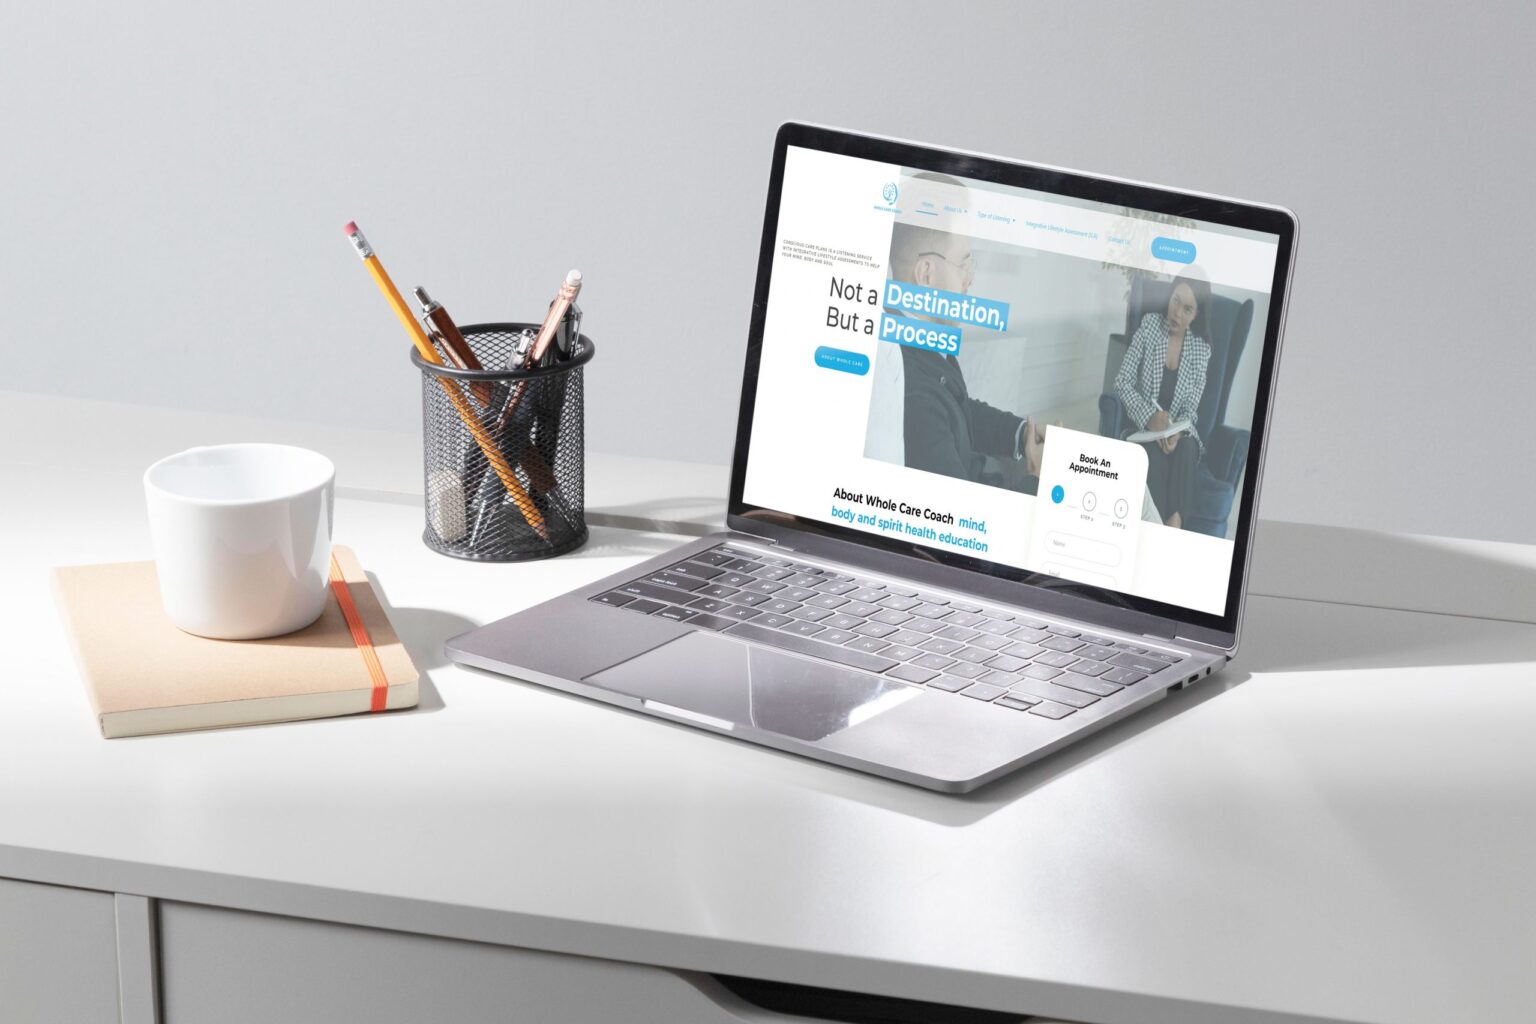 WHOLE CARE COACH
Home
About Us
Type of Listening
Integrative Lifestyle Assessment (ILA)
Contact Us
APPOINTMENT
CONSCIOUS CARE PLANS IS A LISTENING SERVICE
WITH INTEGRATIVE LIFESTYLE ASSESSMENTS TO HELP
YOUR MIND, BODY AND SOUL
Not a Destination,
But a Process
ABOUT WHOLE CARE
Book An
Appointment
STEP 2
STEP 3
Name
Email
About Whole Care Coach mind,
body and spirit health education